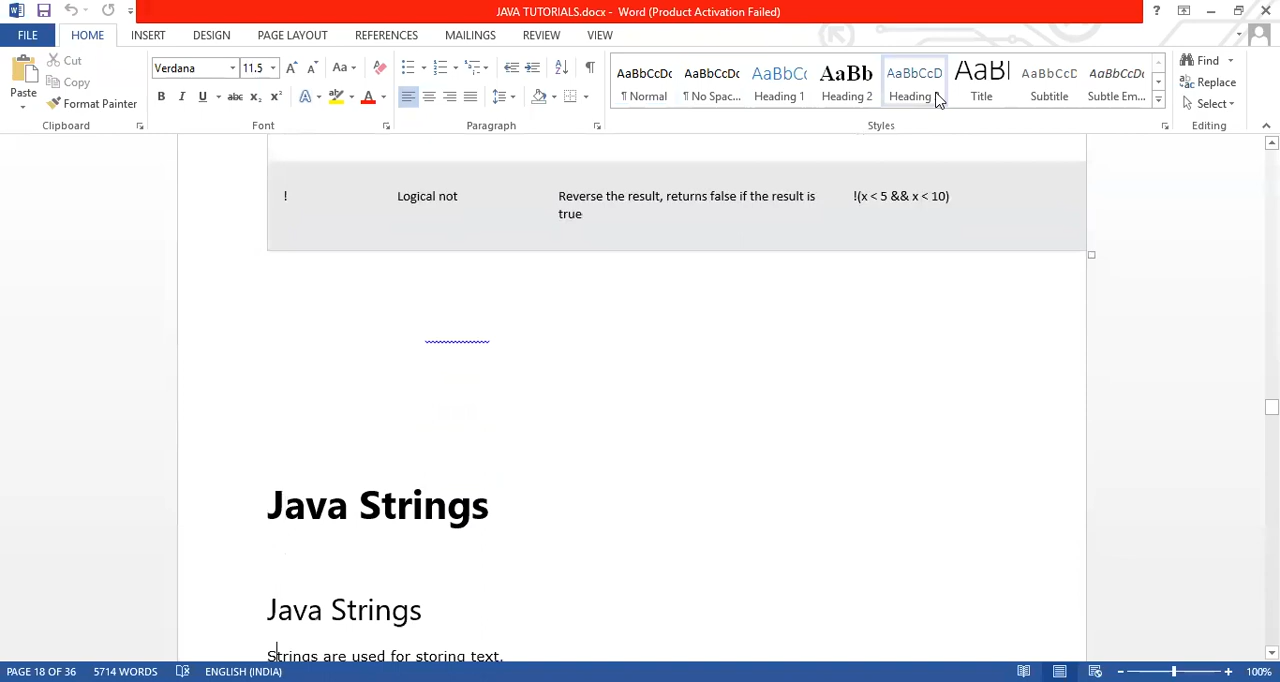 JAVA TUTORIALS.docx - Word (Product Activation Failed)
FILE HOME INSERT DESIGN PAGE LAYOUT REFERENCES MAILINGS REVIEW VIEW
Paste
Cut
Copy
Format Painter
Clipboard
Verdana 11.5
Font
Paragraph
AaBbCcDc AaBbCcDc AaBbCc AaBb AaBbCcD AaBl AaBbCcD AaBbCcDc
¶ Normal ¶ No Spac... Heading 1 Heading 2 Heading Title Subtitle Subtle Em...
Styles
Find
Replace
Select
Editing
! Logical not Reverse the result, returns false if the result is !(x < 5 && x < 10)
true
Java Strings
Java Strings
Strings are used for storing text.
PAGE 18 OF 36 5714 WORDS ENGLISH (INDIA) 100%